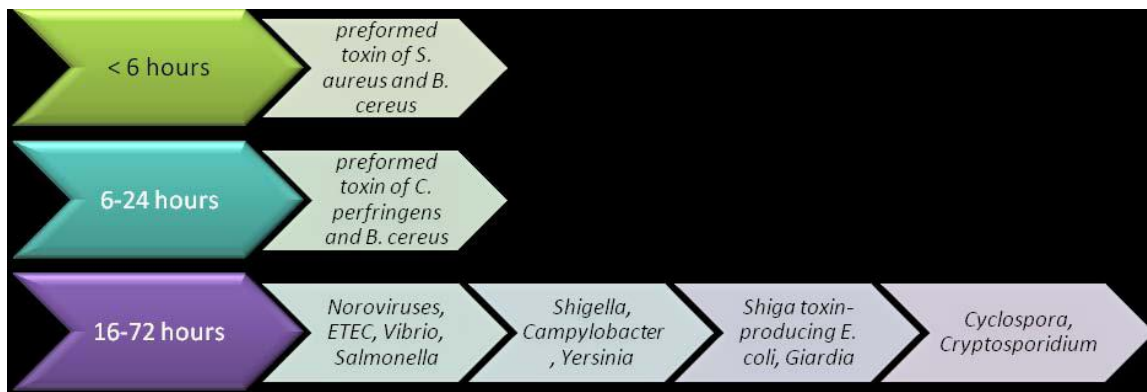 < 6 hours
preformed
toxin of S.
aureus and B.
cereus
6-24 hours
preformed
toxin of C.
perfringens
and B. cereus
16-72 hours
Noroviruses,
ETEC, Vibrio,
Salmonella
Shigella,
Campylobacter
, Yersinia
Shiga toxin-
producing E.
coli, Giardia
Cyclospora,
Cryptosporidium